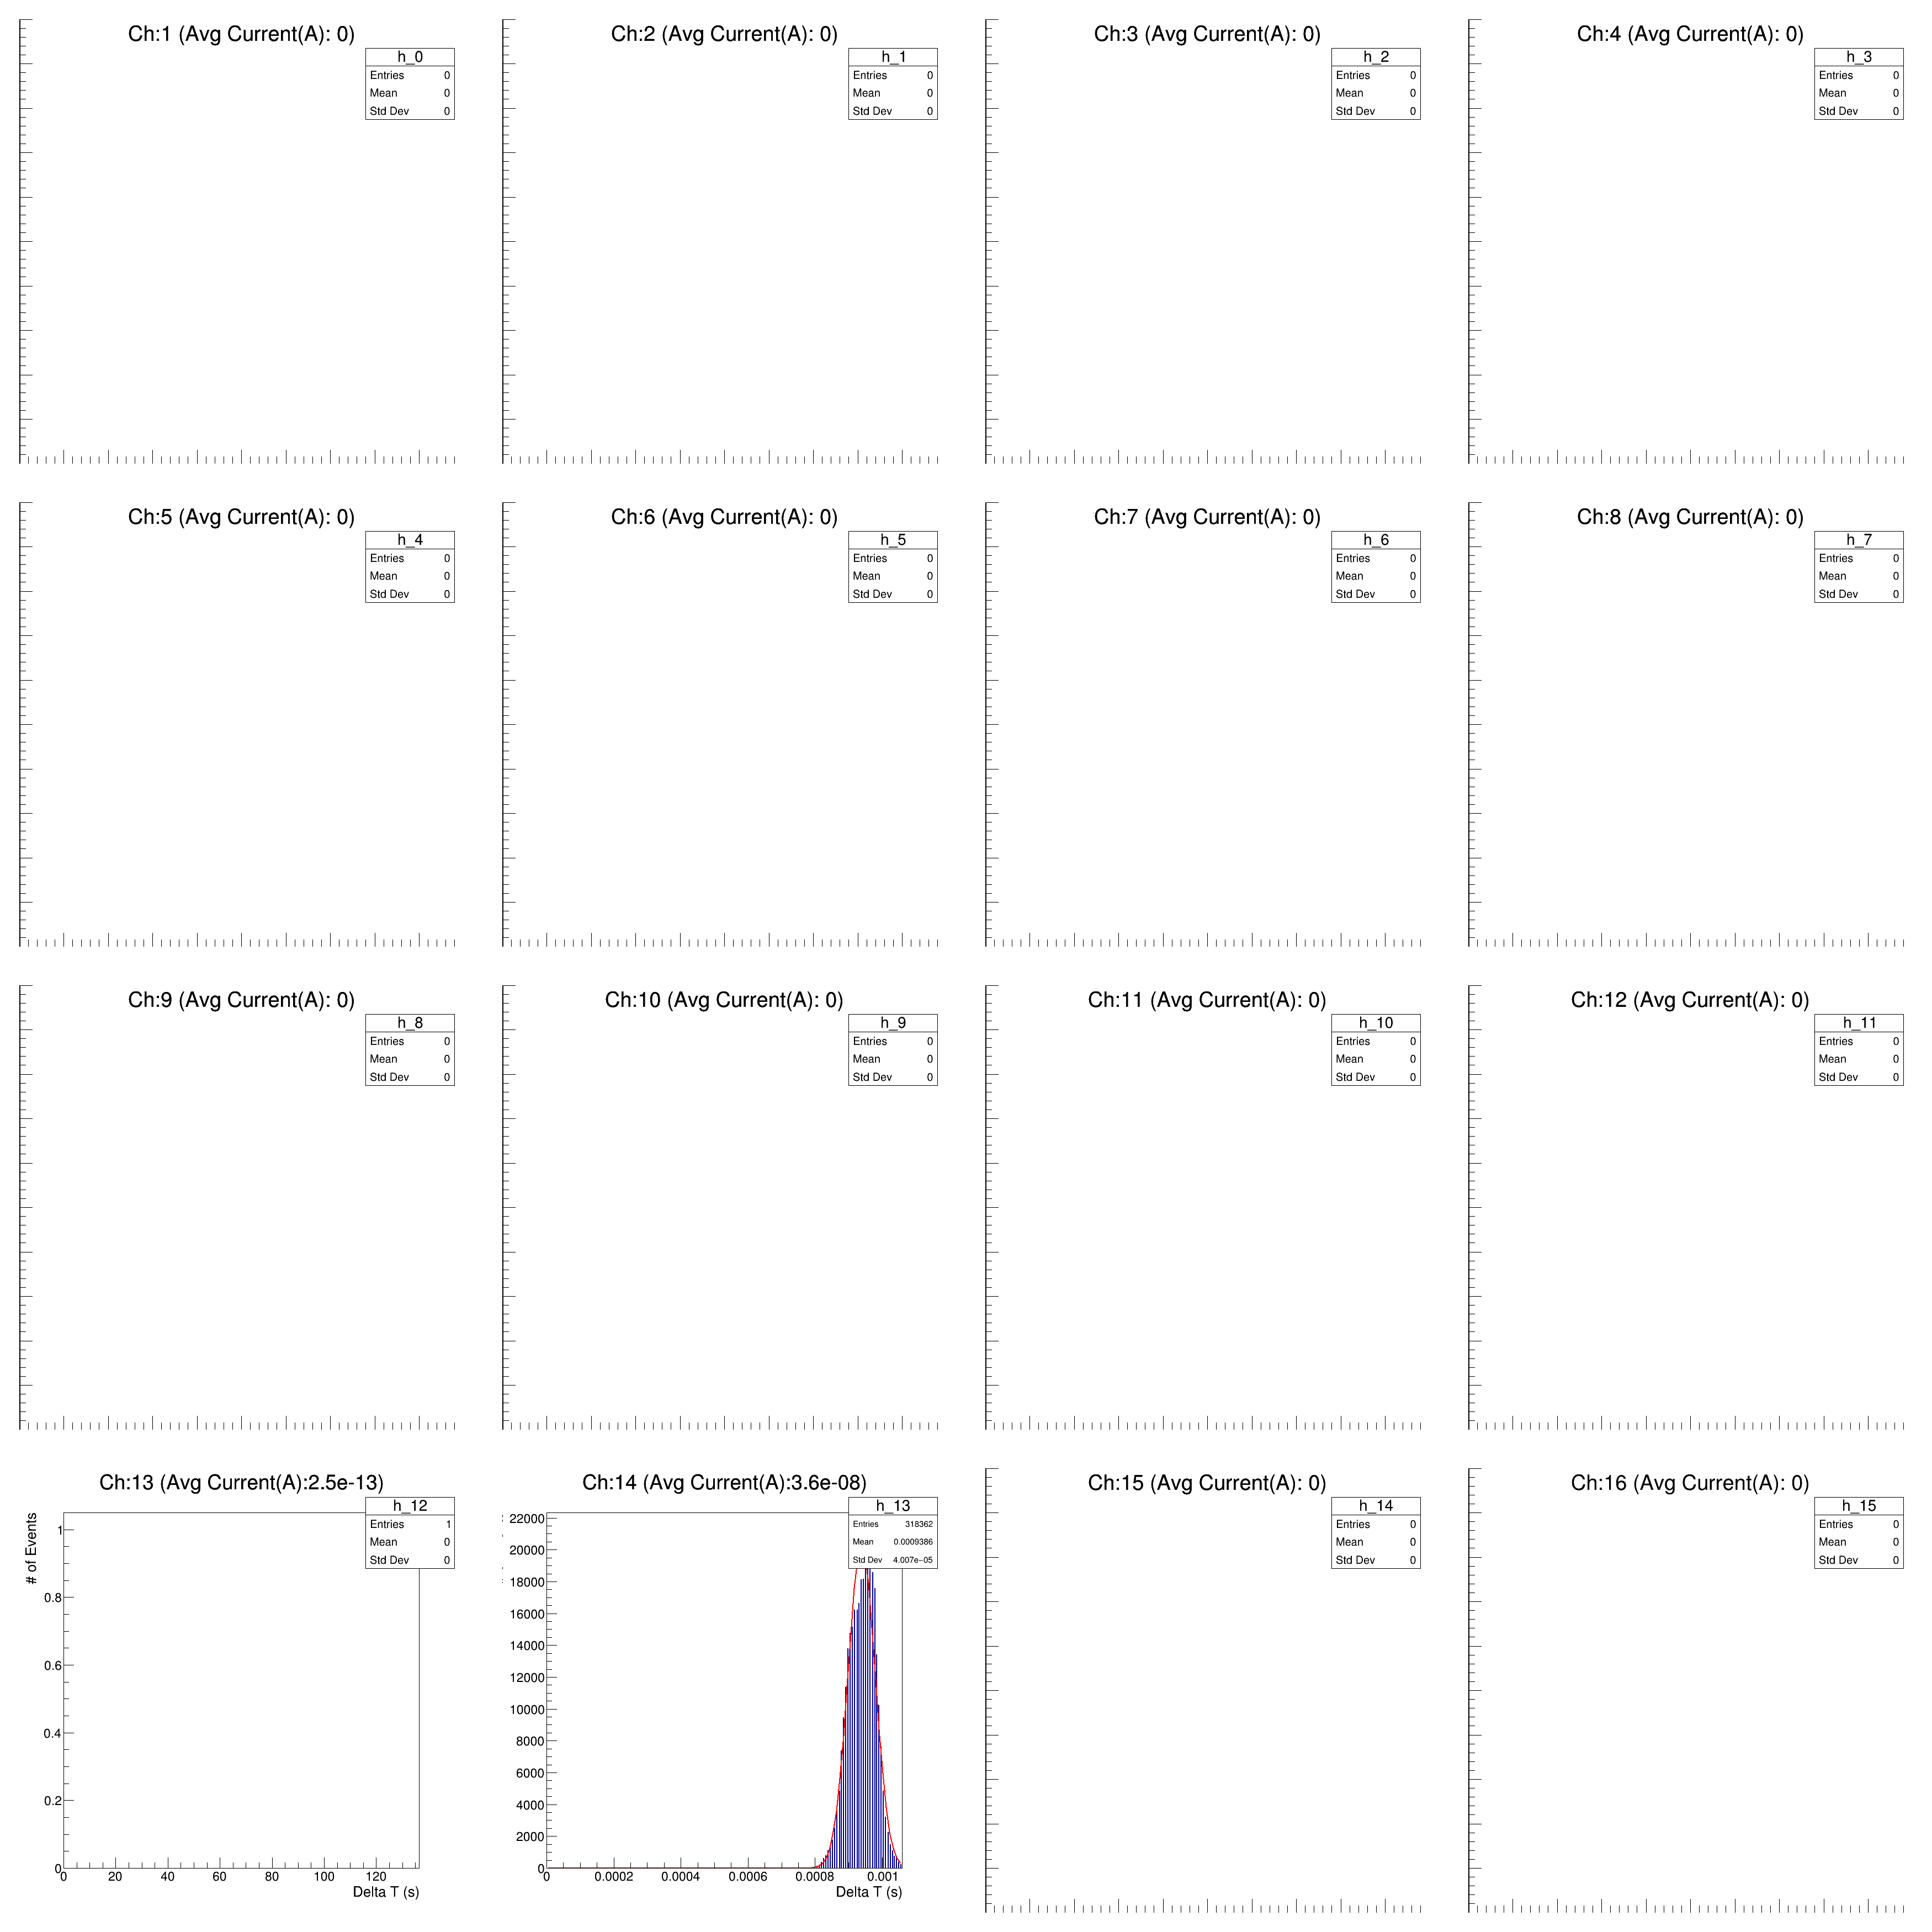 Ch:1 (Avg Current(A): 0)
h_0
Entries 0
Mean 0
Std Dev 0
Ch:2 (Avg Current(A): 0)
h_1
Entries 0
Mean 0
Std Dev 0
Ch:3 (Avg Current(A): 0)
h_2
Entries 0
Mean 0
Std Dev 0
Ch:4 (Avg Current(A): 0)
h_3
Entries 0
Mean 0
Std Dev 0
Ch:5 (Avg Current(A): 0)
h_4
Entries 0
Mean 0
Std Dev 0
Ch:6 (Avg Current(A): 0)
h_5
Entries 0
Mean 0
Std Dev 0
Ch:7 (Avg Current(A): 0)
h_6
Entries 0
Mean 0
Std Dev 0
Ch:8 (Avg Current(A): 0)
h_7
Entries 0
Mean 0
Std Dev 0
Ch:9 (Avg Current(A): 0)
h_8
Entries 0
Mean 0
Std Dev 0
Ch:10 (Avg Current(A): 0)
h_9
Entries 0
Mean 0
Std Dev 0
Ch:11 (Avg Current(A): 0)
h_10
Entries 0
Mean 0
Std Dev 0
Ch:12 (Avg Current(A): 0)
h_11
Entries 0
Mean 0
Std Dev 0
Ch:13 (Avg Current(A):2.5e-13)
h_12
Entries 1
Mean 0
Std Dev 0
# of Events
1
0.8
0.6
0.4
0.2
0
0 20 40 60 80 100 120
Delta T (s)
Ch:14 (Avg Current(A):3.6e-08)
h_13
Entries 318362
Mean 0.0009386
Std Dev 4.007e-05
22000
20000
18000
16000
14000
12000
10000
8000
6000
4000
2000
0
0 0.0002 0.0004 0.0006 0.0008 0.001
Delta T (s)
Ch:15 (Avg Current(A): 0)
h_14
Entries 0
Mean 0
Std Dev 0
Ch:16 (Avg Current(A): 0)
h_15
Entries 0
Mean 0
Std Dev 0